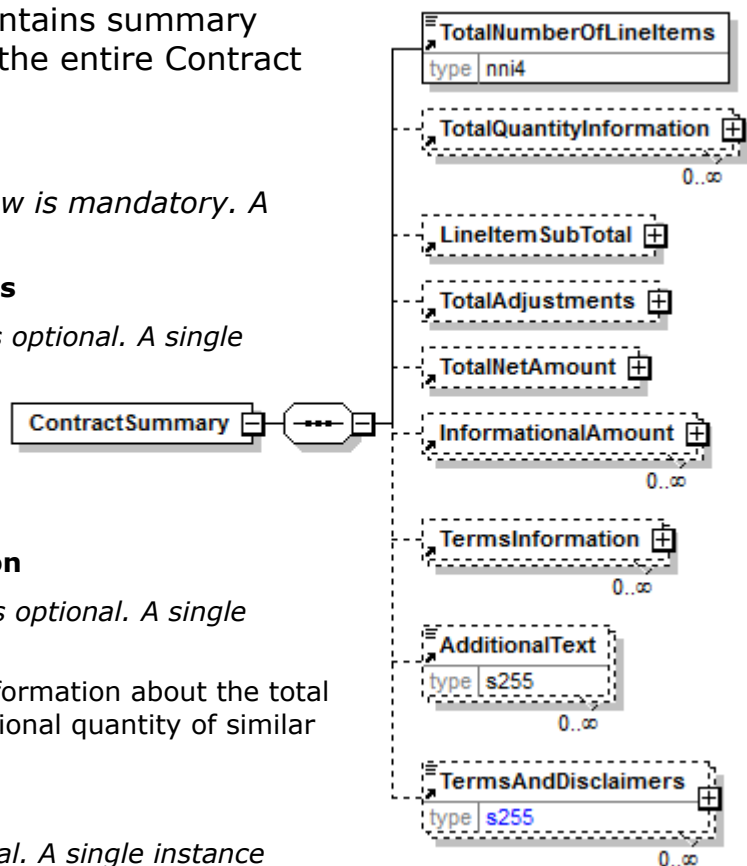 ntains summary
the entire Contract
w is mandatory. A
s
s optional. A single
on
s optional. A single
formation about the total
ional quantity of similar
al. A single instance
ContractSummary
TotalNumberOfLineItems
type nni4
TotalQuantityInformation
0..∞
LineItemSubTotal
TotalAdjustments
TotalNetAmount
InformationalAmount
0..∞
TermsInformation
0..∞
AdditionalText
type s255
0..∞
TermsAndDisclaimers
type s255
0..∞